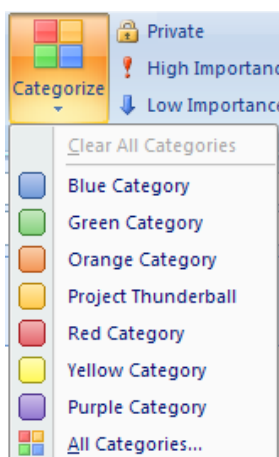 Private
High Importanc
Categorize
Low Importance
Clear All Categories
Blue Category
Green Category
Orange Category
Project Thunderball
Red Category
Yellow Category
Purple Category
All Categories...